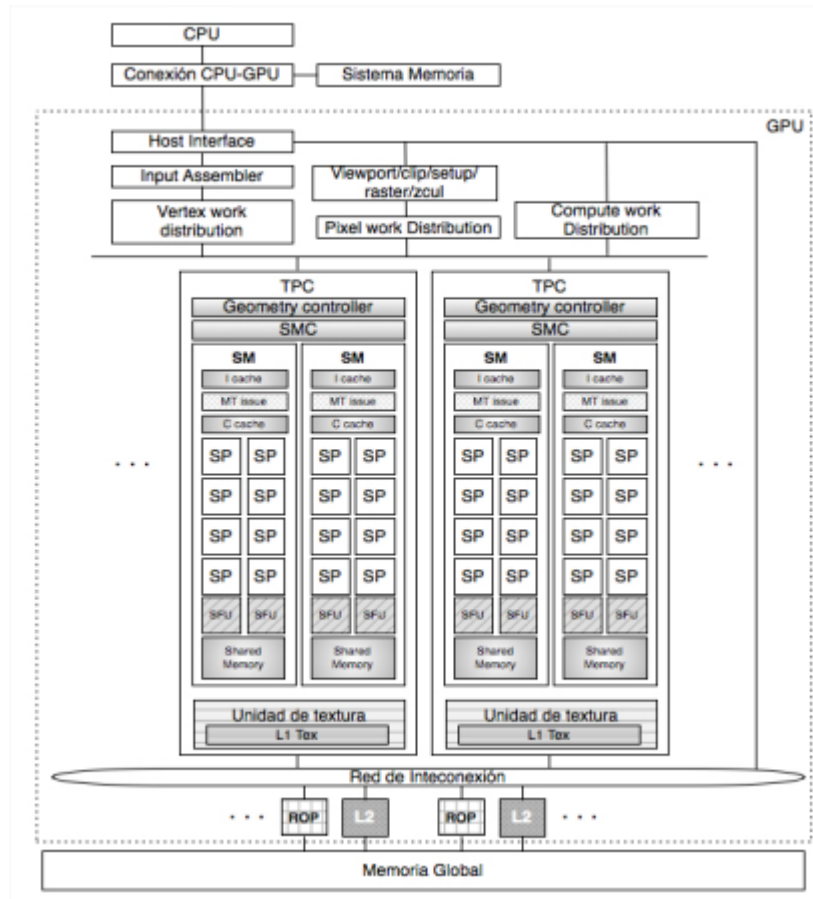 CPU
Conexión CPU-GPU
Sistema Memoria
GPU
Host Interface
Input Assembler
Viewport/clip/setup/
raster/zcul
Vertex work
distribution
Pixel work Distribution
Compute work
Distribution
TPC
Geometry controller
SMC
SM
I cache
MT issue
C cache
SP SP
SP SP
SP SP
SP SP
SFU SFU
Shared
Memory
SM
I cache
MT issue
C cache
SP SP
SP SP
SP SP
SP SP
SFU SFU
Shared
Memory
Unidad de textura
L1 Tex
TPC
Geometry controller
SMC
SM
I cache
MT issue
C cache
SP SP
SP SP
SP SP
SP SP
SFU SFU
Shared
Memory
SM
I cache
MT issue
C cache
SP SP
SP SP
SP SP
SP SP
SFU SFU
Shared
Memory
Unidad de textura
L1 Tex
. . .
. . .
Red de Inteconexión
. . . ROP L2 ROP L2 . . .
Memoria Global